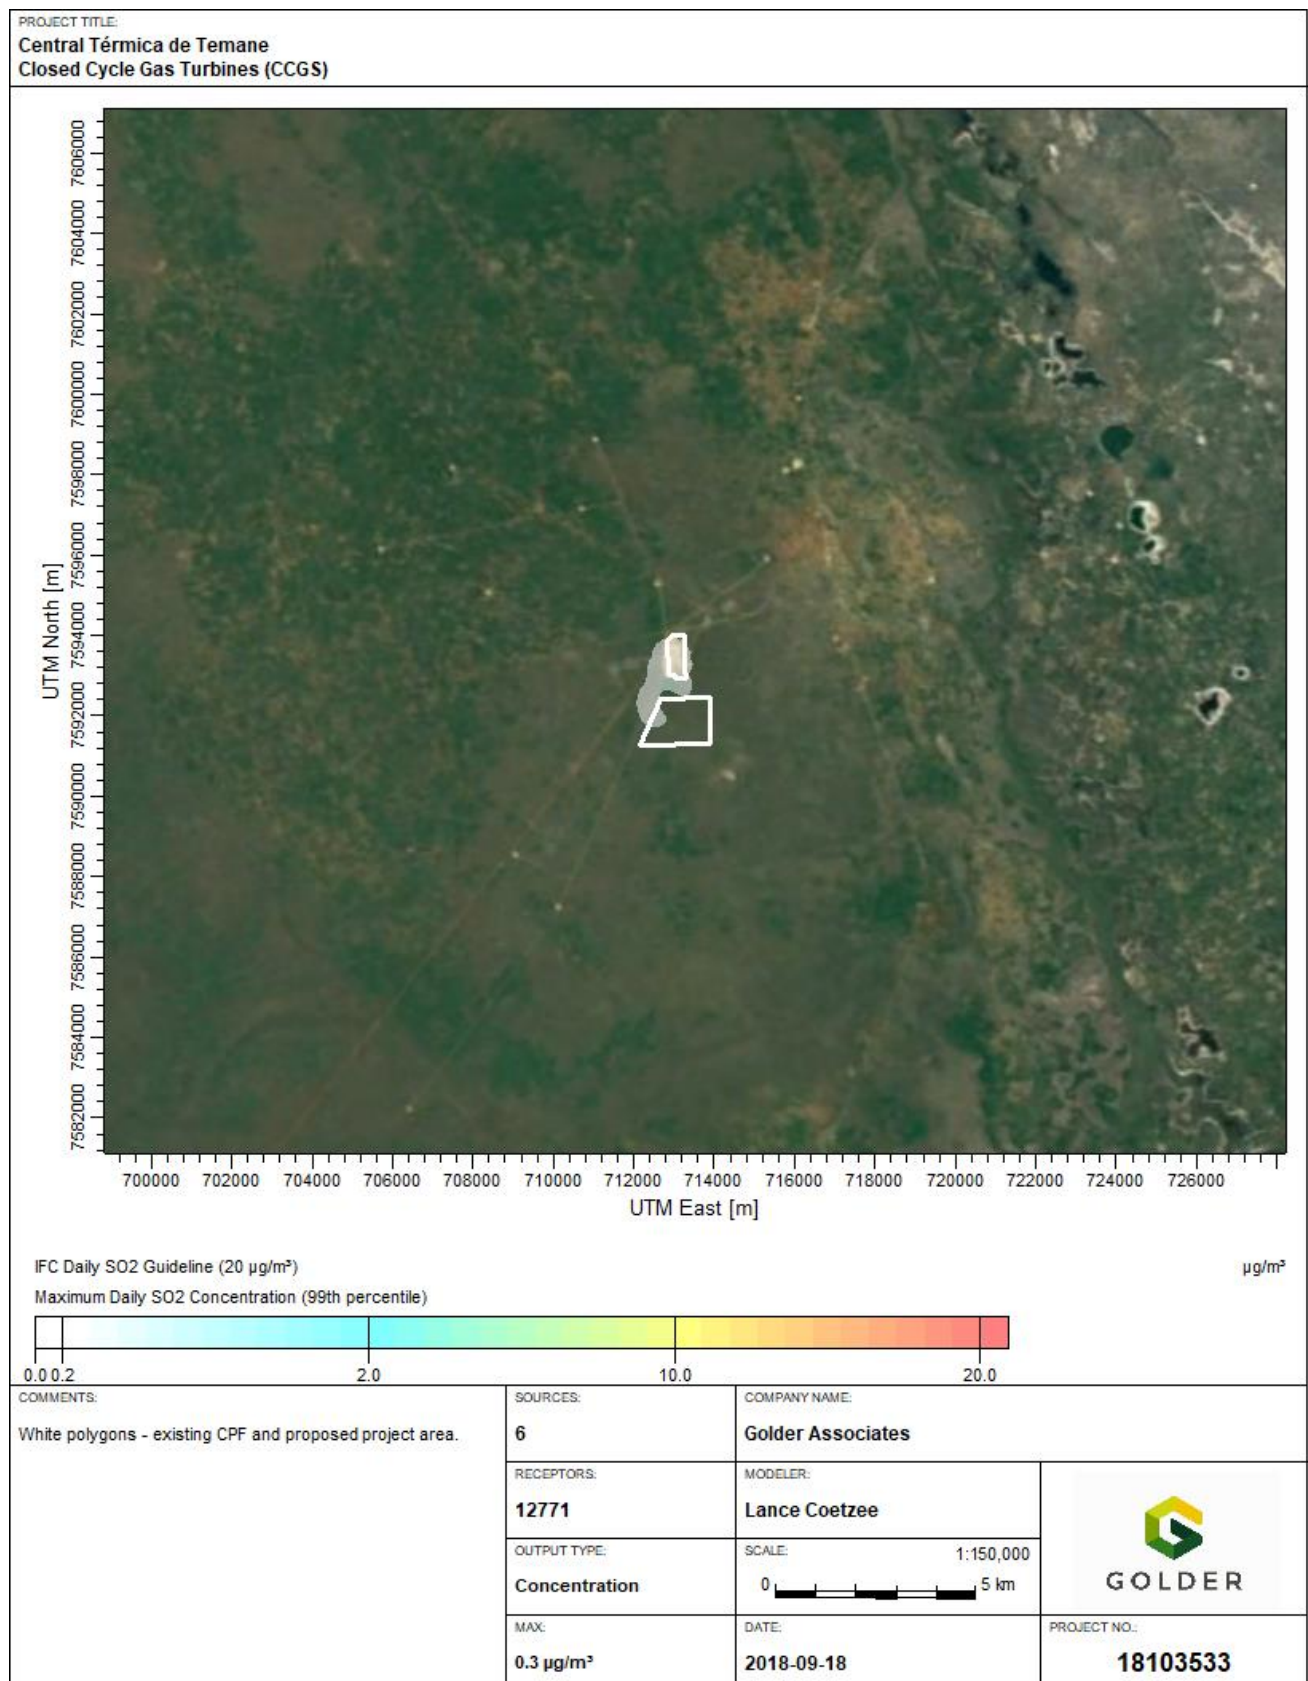 PROJECT TITLE:
Central Térmica de Temane
Closed Cycle Gas Turbines (CCGS)
UTM North [m]
7606000
7604000
7602000
7600000
7598000
7596000
7594000
7592000
7590000
7588000
7586000
7584000
7582000
700000 702000 704000 706000 708000 710000 712000 714000 716000 718000 720000 722000 724000 726000
UTM East [m]
IFC Daily SO2 Guideline (20 µg/m³) µg/m³
Maximum Daily SO2 Concentration (99th percentile)
0.0 0.2 2.0 10.0 20.0
COMMENTS:
White polygons - existing CPF and proposed project area.
SOURCES:
6
COMPANY NAME:
Golder Associates
RECEPTORS:
12771
MODELER:
Lance Coetzee
OUTPUT TYPE:
Concentration
SCALE: 1:150,000
0 5 km
GOLDER
MAX:
0.3 µg/m³
DATE:
2018-09-18
PROJECT NO.:
18103533